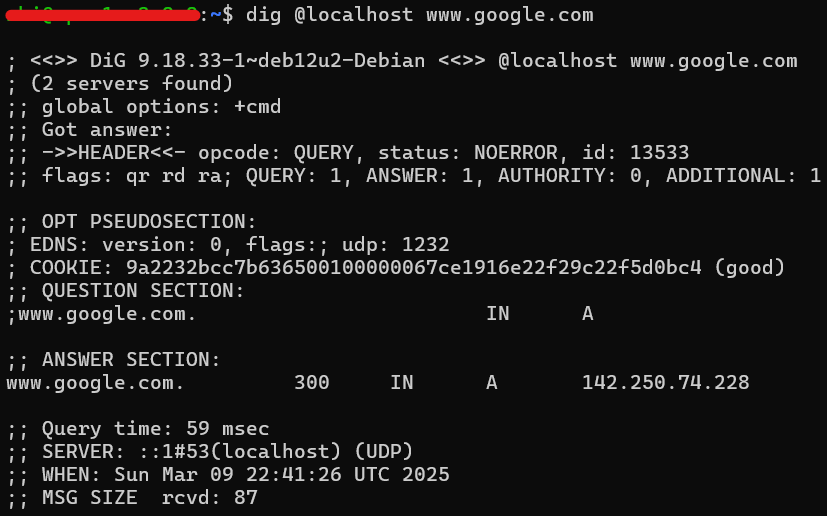 :~$ dig @localhost www.google.com
; <<>> DiG 9.18.33-1~deb12u2-Debian <<>> @localhost www.google.com
; (2 servers found)
;; global options: +cmd
;; Got answer:
;; ->>HEADER<<- opcode: QUERY, status: NOERROR, id: 13533
;; flags: qr rd ra; QUERY: 1, ANSWER: 1, AUTHORITY: 0, ADDITIONAL: 1
;; OPT PSEUDOSECTION:
; EDNS: version: 0, flags:; udp: 1232
; COOKIE: 9a2232bcc7b636500100000067ce1916e22f29c22f5d0bc4 (good)
;; QUESTION SECTION:
;www.google.com. IN A
;; ANSWER SECTION:
www.google.com. 300 IN A 142.250.74.228
;; Query time: 59 msec
;; SERVER: ::1#53(localhost) (UDP)
;; WHEN: Sun Mar 09 22:41:26 UTC 2025
;; MSG SIZE rcvd: 87